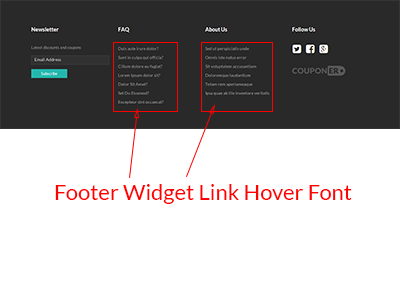 Newsletter
Latest discounts and coupons
Email Address
Subscribe
FAQ
Duis aute irure dolor?
Sunt in culpa qui officia?
Cillum dolore eu fugiat?
Lorem ipsum dolor sit?
Dolor Sit Amet?
Set Do Eiusmod?
Excepteur sint occaecat?
About Us
Sed ut perspiciatis unde
Omnis iste natus error
Sit voluptatem accusantium
Doloremque laudantium
Totam rem aperiameaque
Ipsa quae ab illo inventore veritatis
Follow Us
COUPONER
Footer Widget Link Hover Font